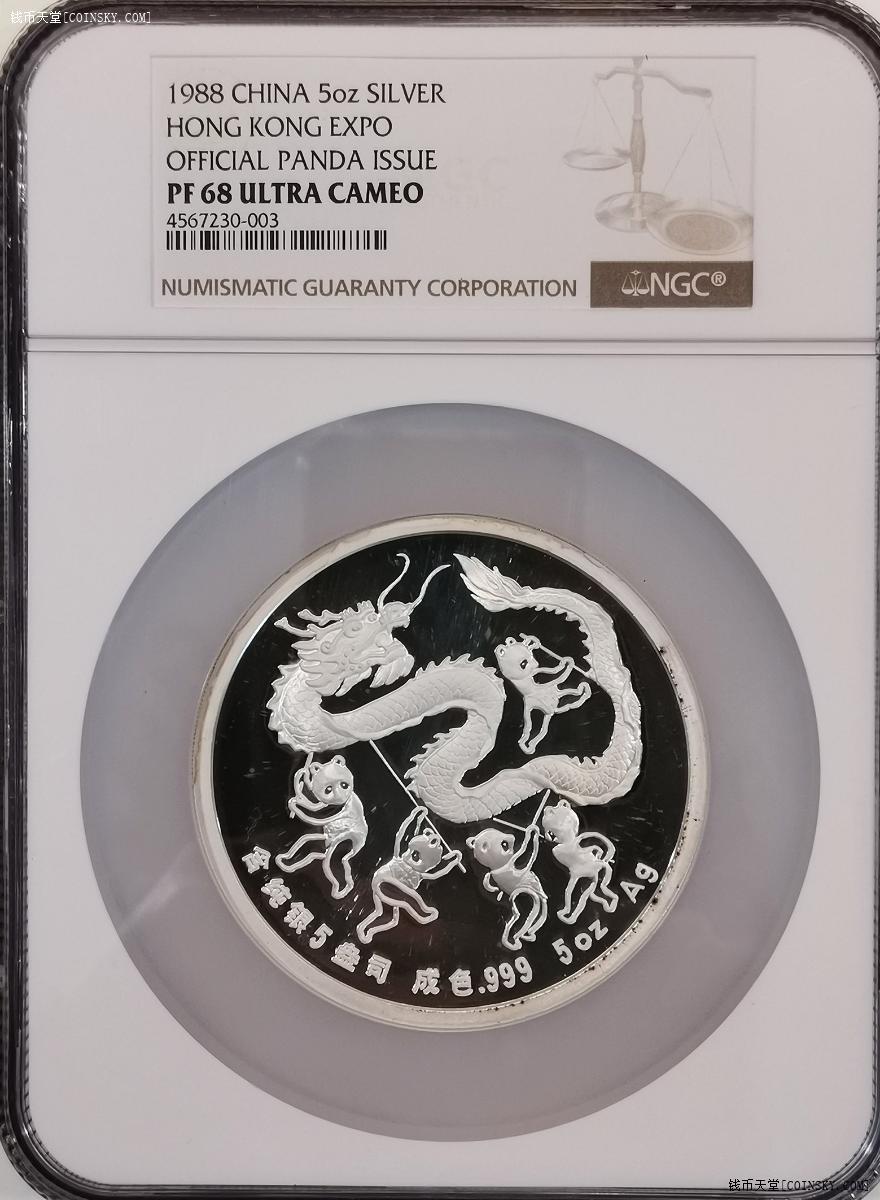 钱币天堂[COINSKY.COM]
1988 CHINA 5oz SILVER
HONG KONG EXPO
OFFICIAL PANDA ISSUE
PF 68 ULTRA CAMEO
4567230-003
NUMISMATIC GUARANTY CORPORATION
NGC®
含纯银5盎司 成色.999 5oz Ag
钱币天堂[COINSKY.COM]